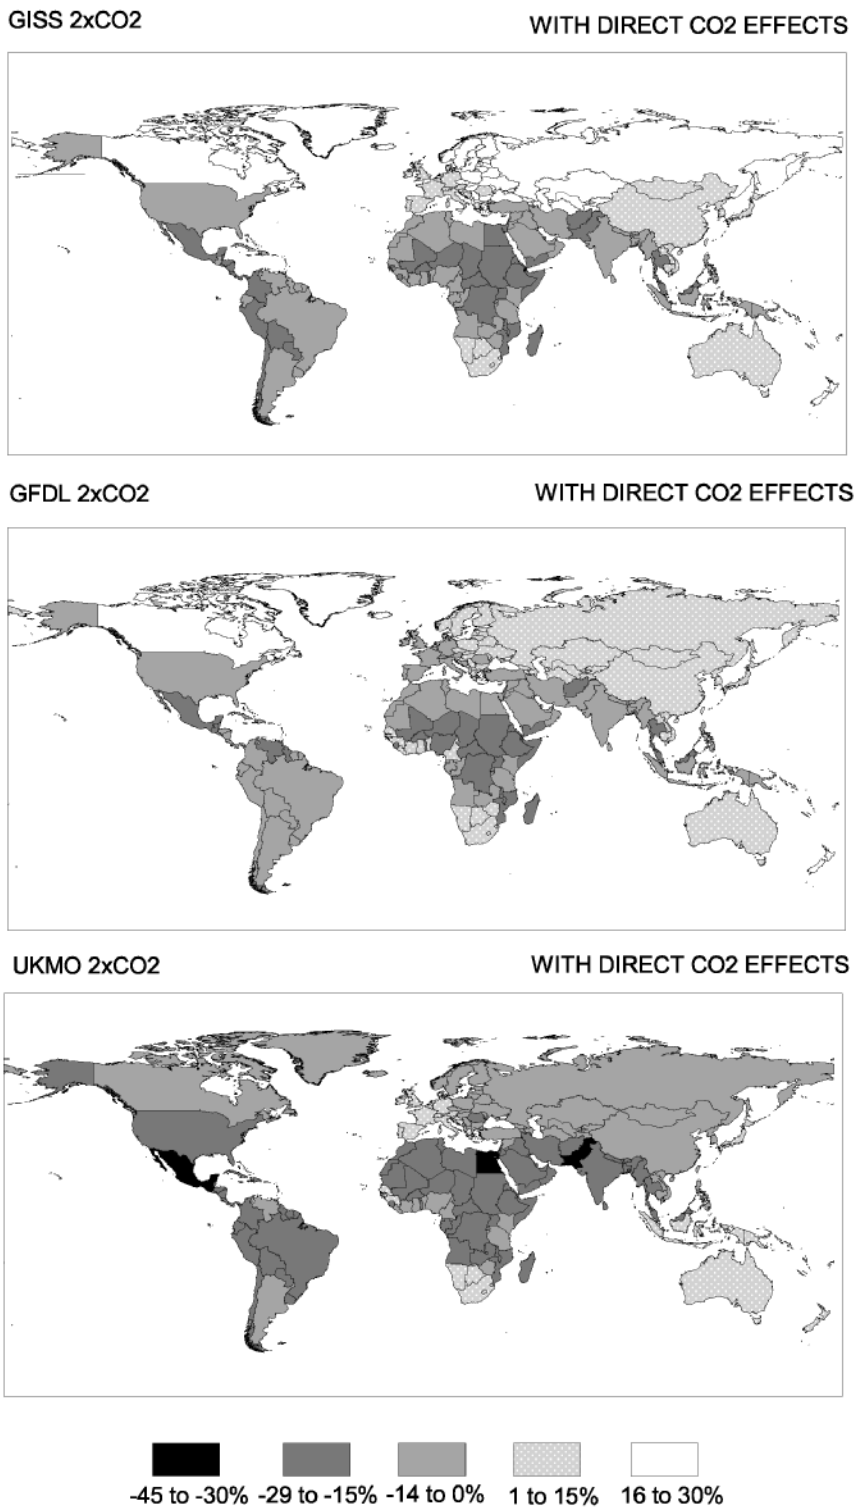 GISS 2xCO2 WITH DIRECT CO2 EFFECTS
GFDL 2xCO2 WITH DIRECT CO2 EFFECTS
UKMO 2xCO2 WITH DIRECT CO2 EFFECTS
-45 to -30% -29 to -15% -14 to 0% 1 to 15% 16 to 30%